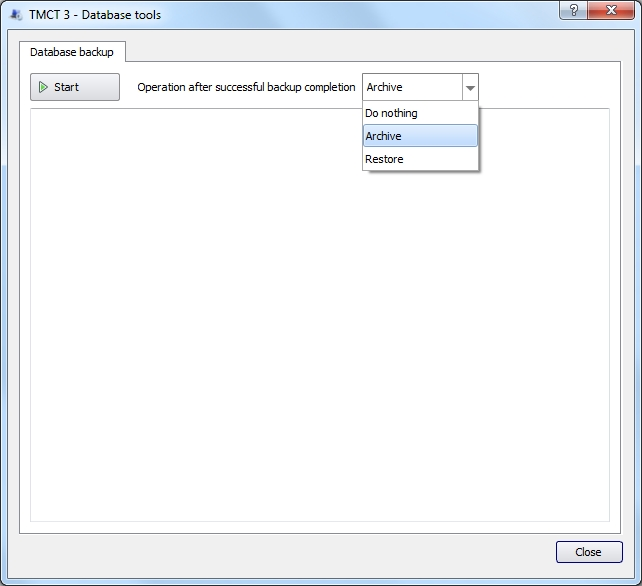 TMCT 3 - Database tools
?
Database backup
Start
Operation after successful backup completion
Archive
Do nothing
Archive
Restore
Close